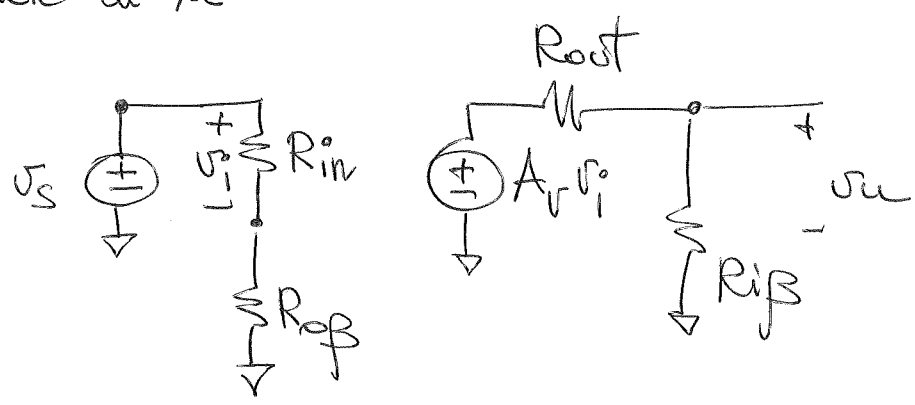 Rout
+ + +
vs vi Rin Avvi vu
- - -
Riβ
Roβ